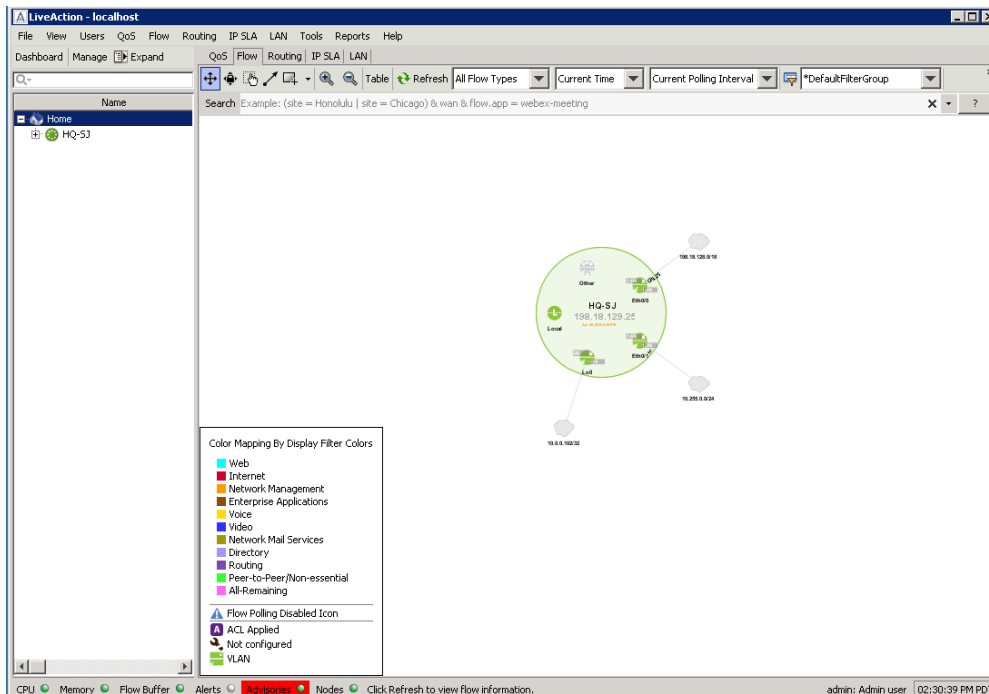 LiveAction - localhost
File View Users QoS Flow Routing IP SLA LAN Tools Reports Help
Dashboard Manage Expand QoS Flow Routing IP SLA LAN
Table Refresh All Flow Types Current Time Current Polling Interval *DefaultFilterGroup
Name
Search Example: (site = Honolulu | site = Chicago) & wan & flow.app = webex-meeting ?
Home
HQ-SJ
198.18.128.0/18
Other
Eth0/0
HQ-SJ
198.18.129.25
Local
Eth0/1
Lo0
10.255.0.0/24
10.0.0.102/32
Color Mapping By Display Filter Colors
Web
Internet
Network Management
Enterprise Applications
Voice
Video
Network Mail Services
Directory
Routing
Peer-to-Peer/Non-essential
All-Remaining
Flow Polling Disabled Icon
A ACL Applied
Not configured
VLAN
CPU Memory Flow Buffer Alerts Advisories Nodes Click Refresh to view flow information. admin: Admin user 02:30:39 PM PD